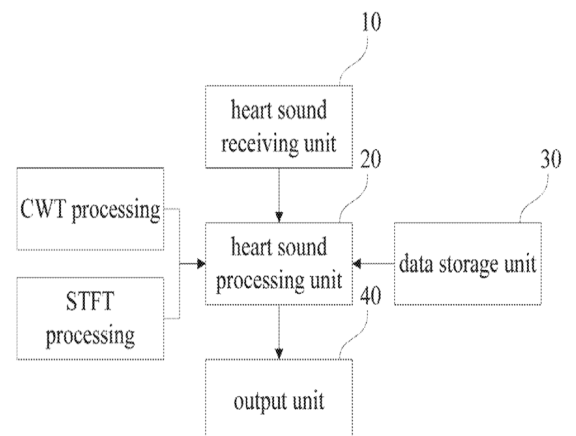 10
heart sound
receiving unit
20
30
CWT processing
heart sound
processing unit
data storage unit
STFT
processing
40
output unit